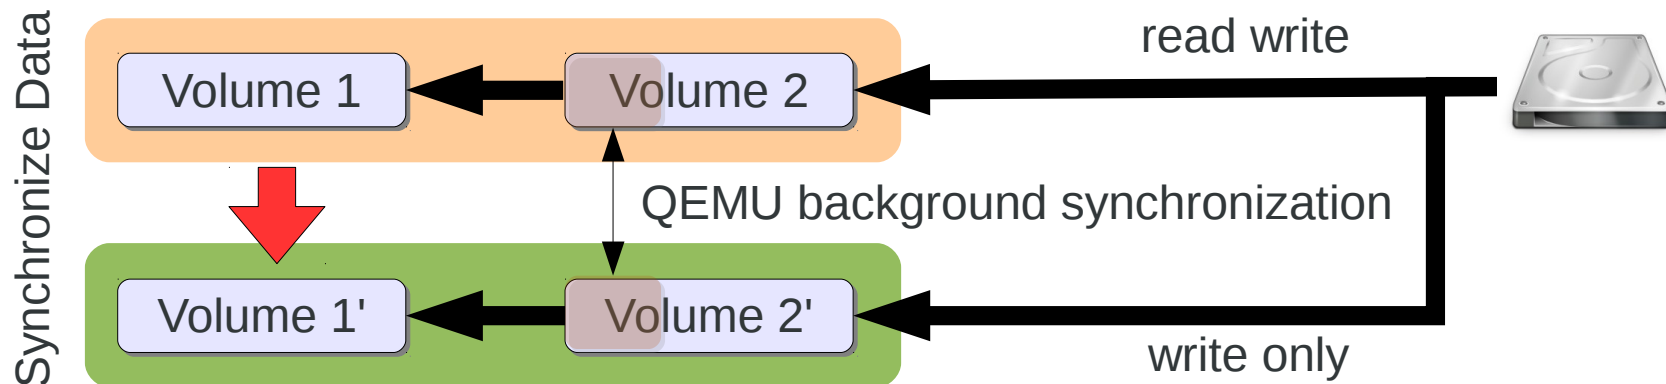 Synchronize Data
read write
Volume 1
Volume 2
QEMU background synchronization
Volume 1'
Volume 2'
write only